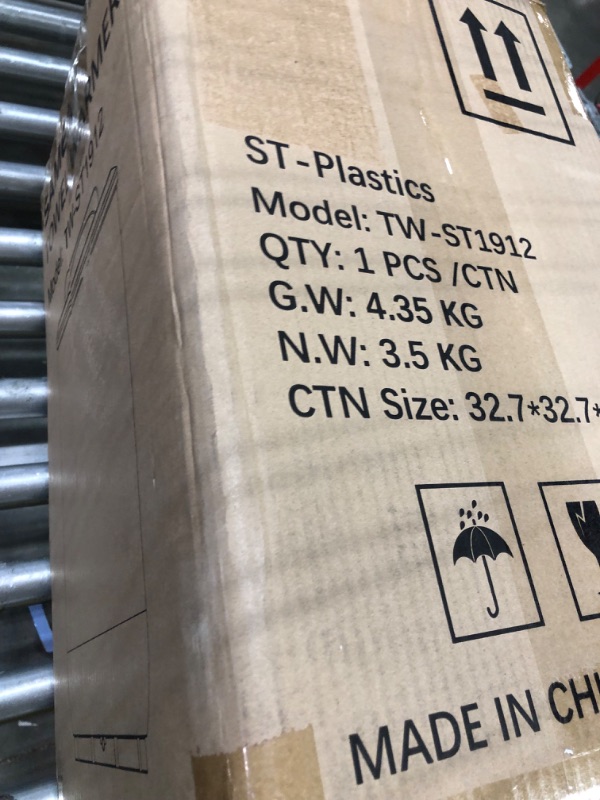 ST-Plastics
Model: TW-ST1912
QTY: 1 PCS /CTN
G.W: 4.35 KG
N.W: 3.5 KG
CTN Size: 32.7*32.7*
MADE IN CHI